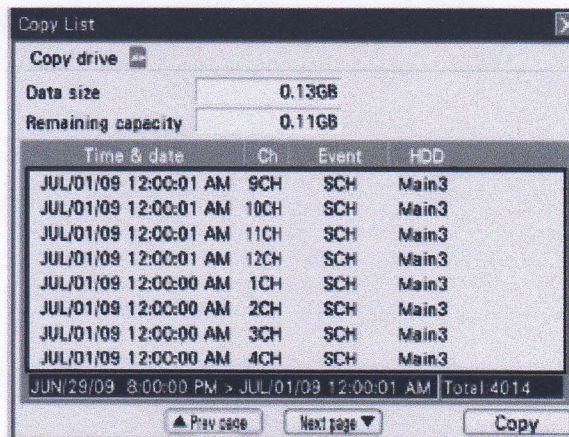 Copy List
Copy drive
Data size 0.13GB
Remaining capacity 0.11GB
Time & date Ch Event HDD
JUL/01/09 12:00:01 AM 9CH SCH Main3
JUL/01/09 12:00:01 AM 10CH SCH Main3
JUL/01/09 12:00:01 AM 11CH SCH Main3
JUL/01/09 12:00:01 AM 12CH SCH Main3
JUL/01/09 12:00:00 AM 1CH SCH Main3
JUL/01/09 12:00:00 AM 2CH SCH Main3
JUL/01/09 12:00:00 AM 3CH SCH Main3
JUL/01/09 12:00:00 AM 4CH SCH Main3
JUN/29/09 8:00:00 PM > JUL/01/09 12:00:01 AM Total:4014
▲ Prev page Next page ▼ Copy